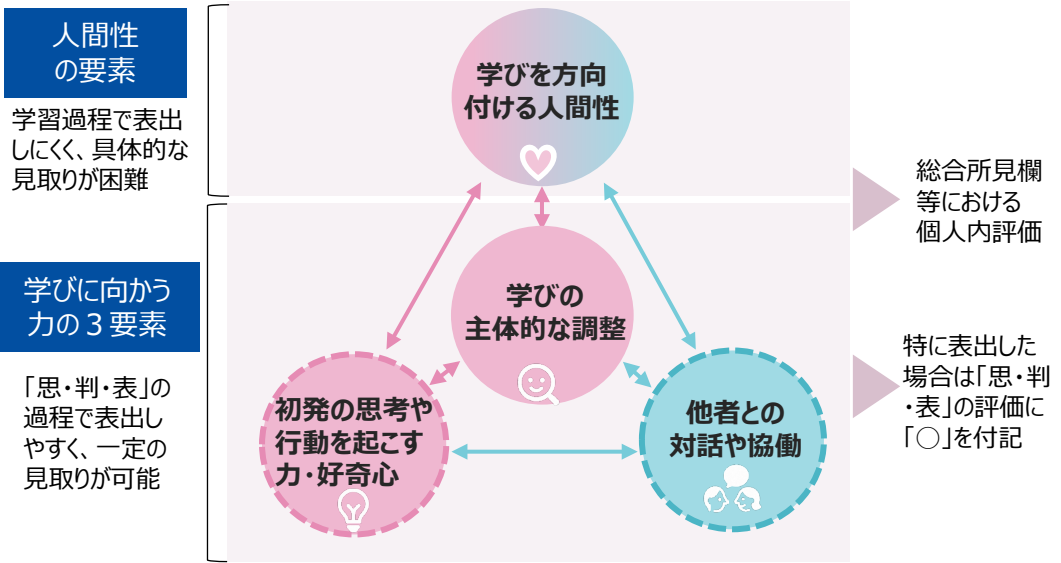 人間性
の要素
学習過程で表出
しにくく、具体的な
見取りが困難
学びを方向
付ける人間性
総合所見欄
等における
個人内評価
学びに向かう
力の3要素
「思・判・表」の
過程で表出し
やすく、一定の
見取りが可能
学びの
主体的な調整
初発の思考や
行動を起こす
力・好奇心
他者との
対話や協働
特に表出した
場合は「思・判
・表」の評価に
「○」を付記